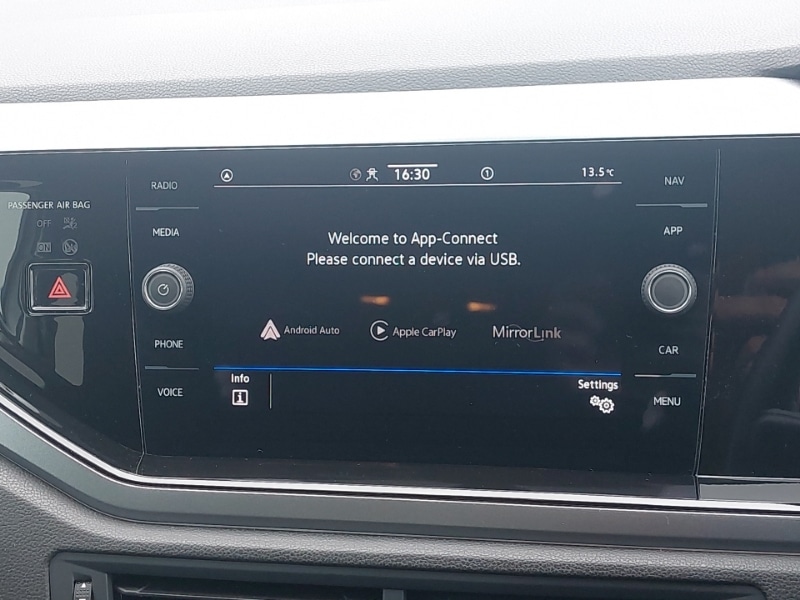 PASSENGER AIR BAG
OFF
RADIO
MEDIA
PHONE
VOICE
16:30
1
13.5°C
Welcome to App-Connect
Please connect a device via USB.
Android Auto
Apple CarPlay
MirrorLink
Info
i
Settings
NAV
APP
CAR
MENU